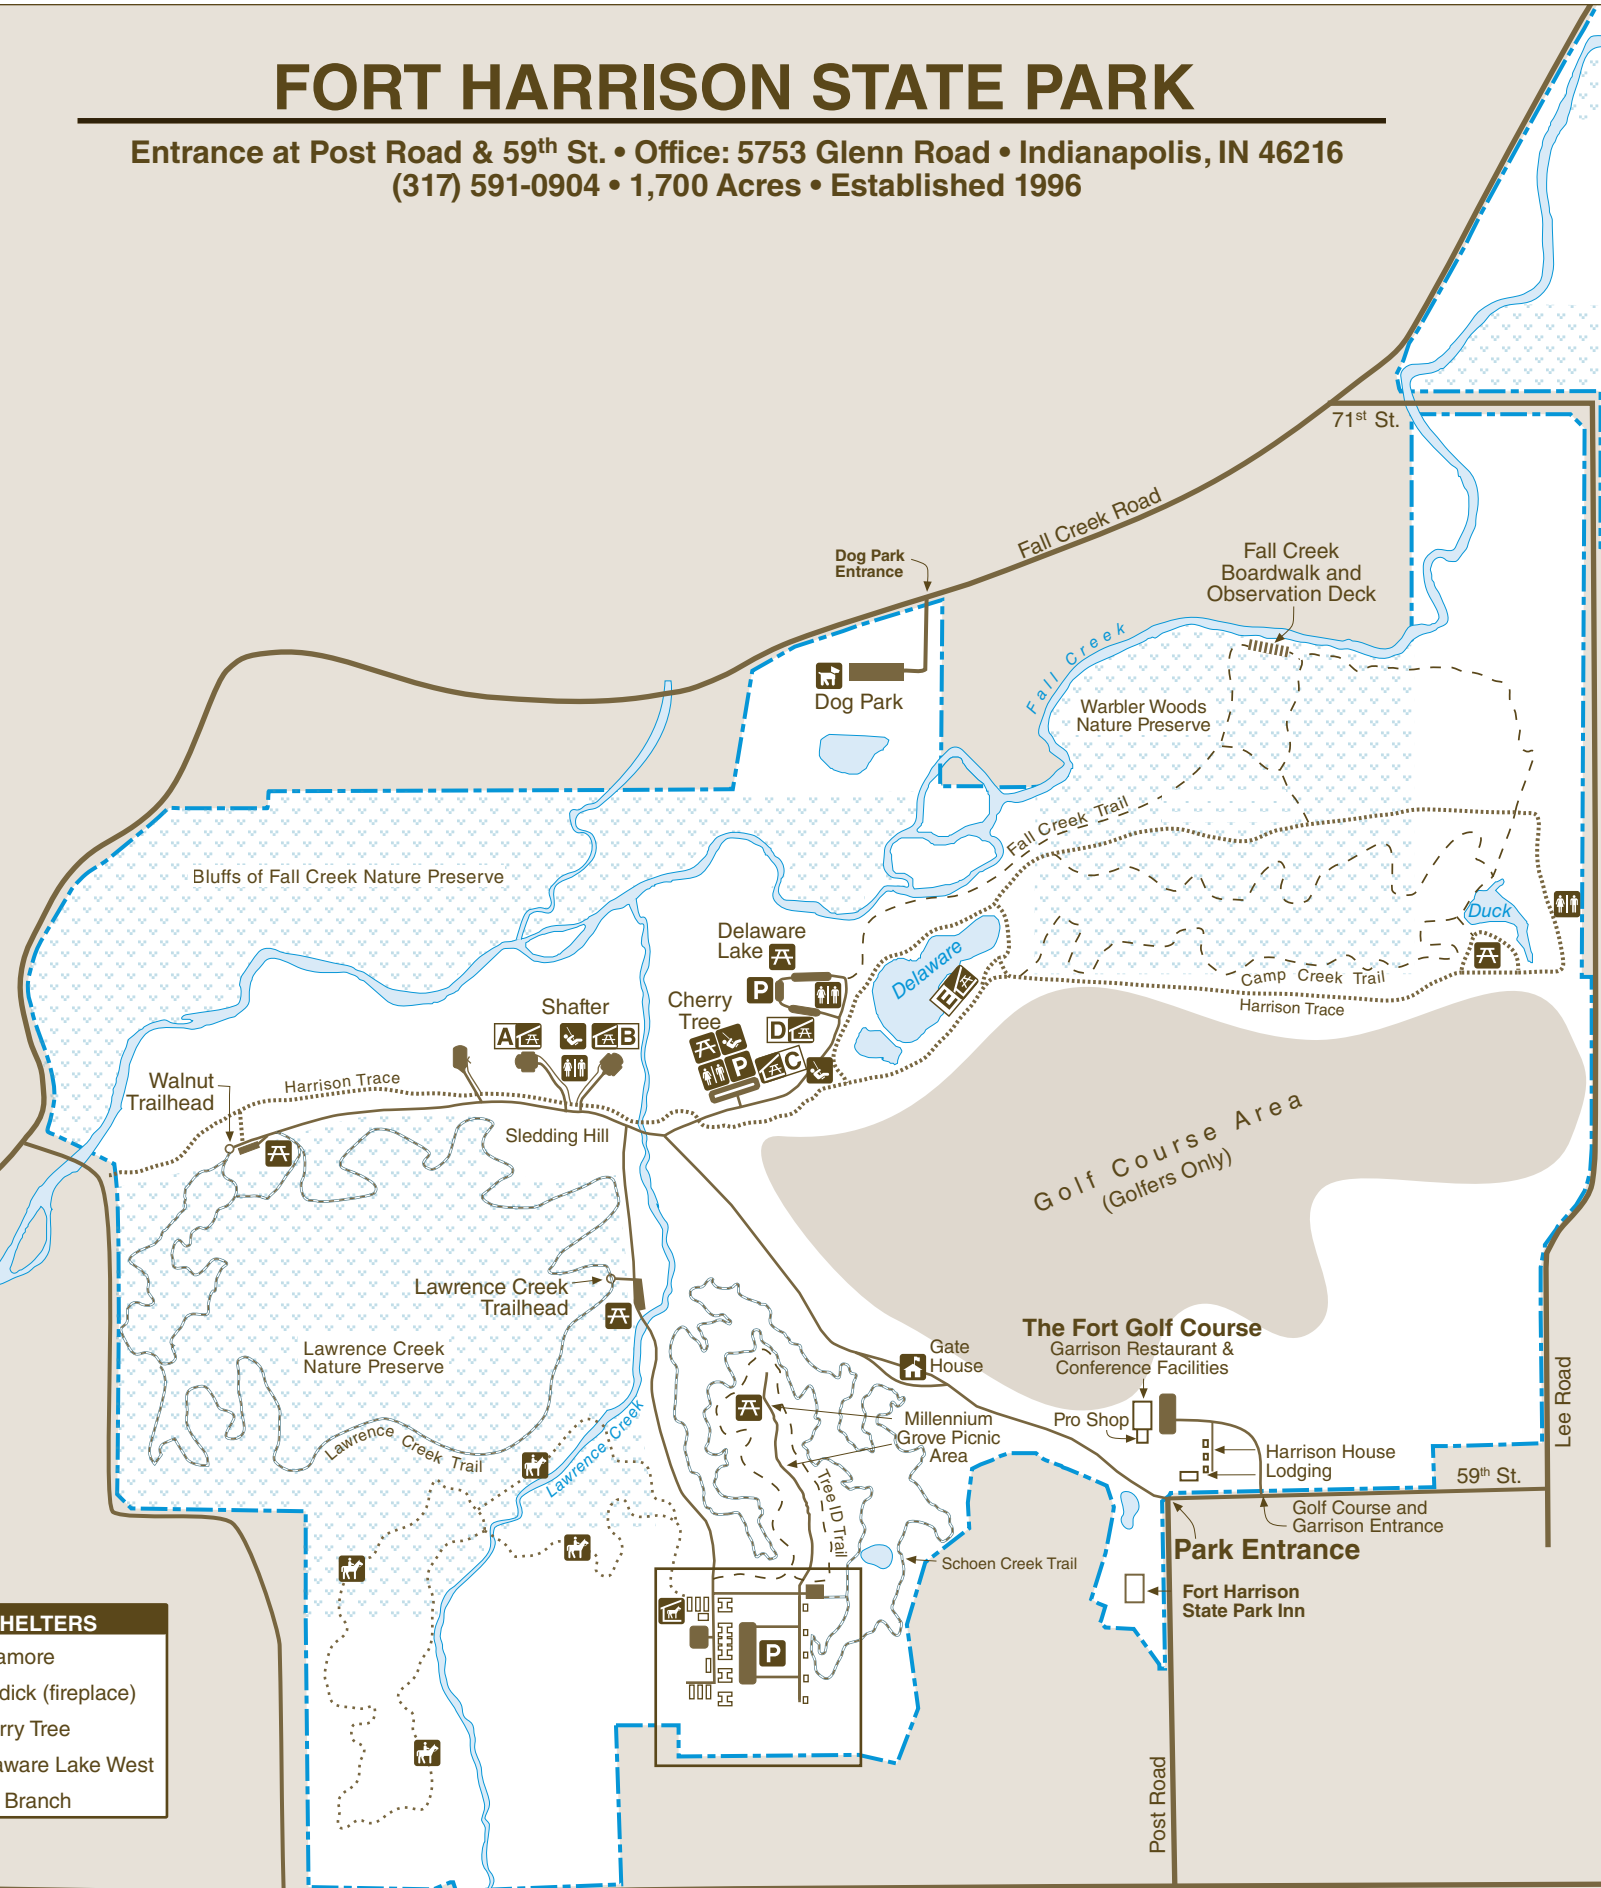 FORT HARRISON STATE PARK
Entrance at Post Road & 59th St. • Office: 5753 Glenn Road • Indianapolis, IN 46216
(317) 591-0904 • 1,700 Acres • Established 1996
71st St.
Fall Creek Road
Dog Park
Entrance
Fall Creek
Boardwalk and
Observation Deck
Fall Creek
Dog Park
Warbler Woods
Nature Preserve
Fall Creek Trail
Bluffs of Fall Creek Nature Preserve
Duck
Delaware
Lake
Delaware
P
E
Camp Creek Trail
Harrison Trace
Shafter
A
B
Cherry
Tree
D
P
C
Walnut
Trailhead
Harrison Trace
Sledding Hill
Golf Course Area
(Golfers Only)
Lawrence Creek
Trailhead
Lawrence Creek
Nature Preserve
Gate
House
The Fort Golf Course
Garrison Restaurant &
Conference Facilities
Pro Shop
Lee Road
Millennium
Grove Picnic
Area
Harrison House
Lodging
Lawrence Creek Trail
Lawrence Creek
Tree ID Trail
59th St.
Golf Course and
Garrison Entrance
Park Entrance
Schoen Creek Trail
Fort Harrison
State Park Inn
P
Post Road
HELTERS
amore
dick (fireplace)
rry Tree
aware Lake West
Branch